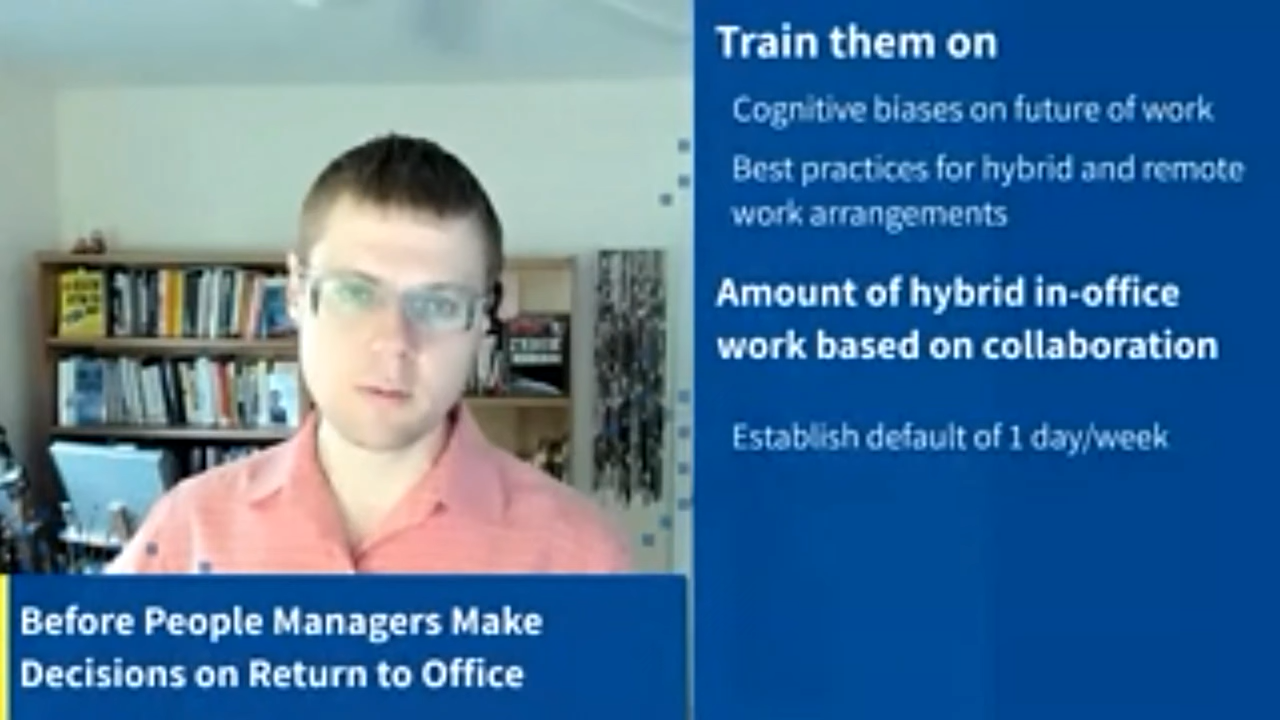 Train them on
Cognitive biases on future of work
Best practices for hybrid and remote
work arrangements
Amount of hybrid in-office
work based on collaboration
Establish default of 1 day/week
Before People Managers Make
Decisions on Return to Office